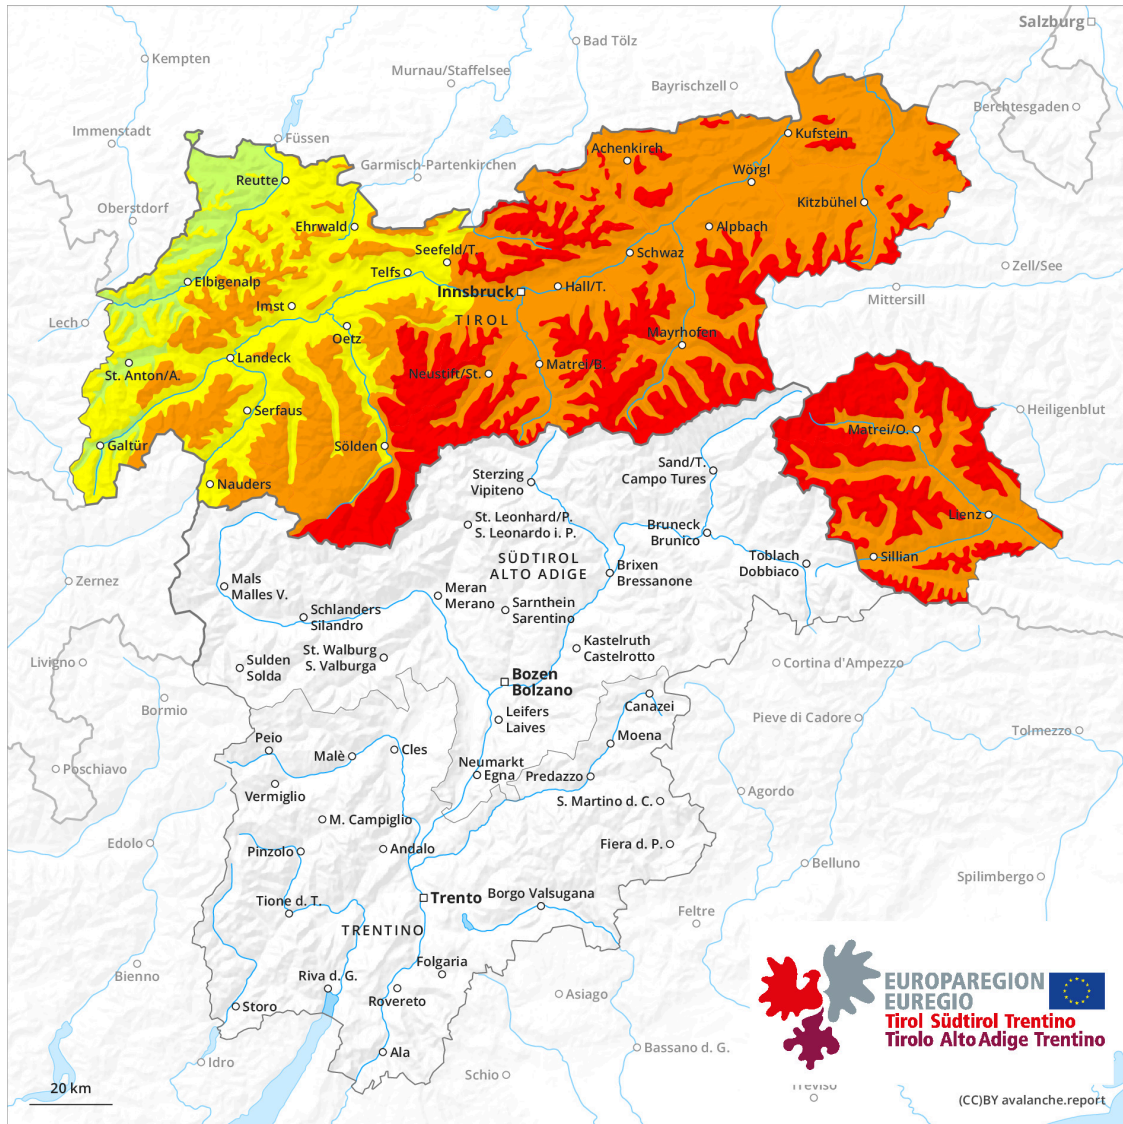 Salzburg
Bad Tölz
Kempten
Murnau/Staffelsee
Bayrischzell
Berchtesgaden
Immenstadt
Füssen
Kufstein
Achenkirch
Garmisch-Partenkirchen
Wörgl
Reutte
Oberstdorf
Kitzbühel
Ehrwald
Alpbach
Seefeld/T.
Schwaz
Telfs
Zell/See
Elbigenalp
Innsbruck
Hall/T.
Mittersill
Imst
TIROL
Lech
Mayrhofen
Oetz
Landeck
Matrei/B.
St. Anton/A.
Neustift/St.
Serfaus
Heiligenblut
Matrei/O.
Galtür
Sölden
Sand/T.
Campo Tures
Sterzing
Vipiteno
Nauders
Lienz
St. Leonhard/P.
S. Leonardo i. P.
Bruneck
Brunico
SÜDTIROL
ALTO ADIGE
Toblach
Dobbiaco
Sillian
Brixen
Bressanone
Zernez
Mals
Malles V.
Meran
Merano
Sarnthein
Sarentino
Schlanders
Silandro
Kastelruth
Castelrotto
St. Walburg
S. Valburga
Livigno
Sulden
Solda
Cortina d'Ampezzo
Bozen
Bolzano
Bormio
Canazei
Leifers
Laives
Pieve di Cadore
Tolmezzo
Moena
Peio
Malè
Cles
Neumarkt
Egna
Predazzo
Poschiavo
Vermiglio
Agordo
S. Martino d. C.
M. Campiglio
Edolo
Pinzolo
Andalo
Fiera d. P.
Belluno
Spilimbergo
Trento
Borgo Valsugana
Tione d. T.
Feltre
TRENTINO
Folgaria
Bienno
Riva d. G.
Rovereto
Asiago
Storo
EUROPAREGION
EUREGIO
Tirol Südtirol Trentino
Tirolo Alto Adige Trentino
Ala
Bassano d. G.
Idro
Schio
Treviso
20 km
(CC)BY avalanche.report